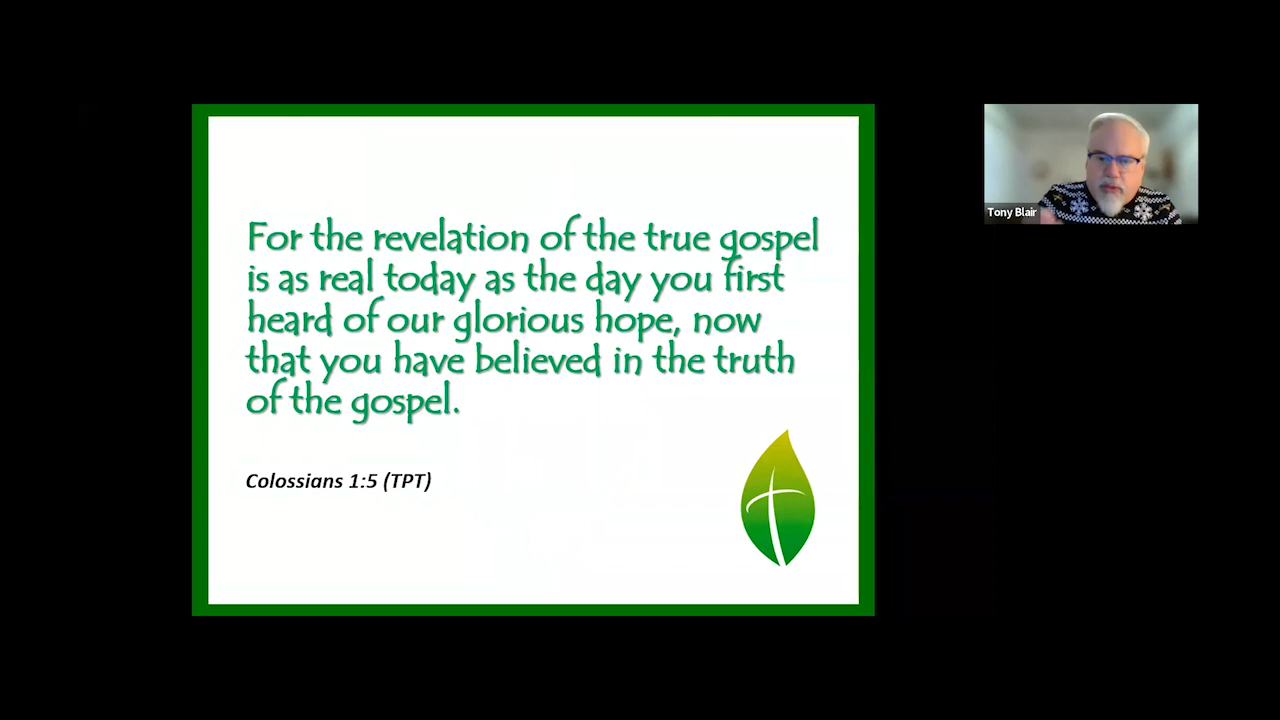 For the revelation of the true gospel
is as real today as the day you first
heard of our glorious hope, now
that you have believed in the truth
of the gospel.
Colossians 1:5 (TPT)
Tony Blair